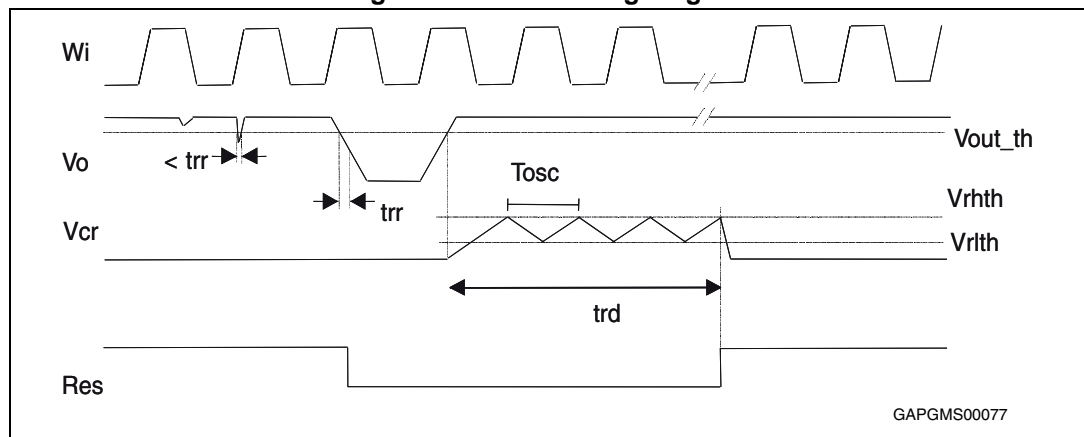 Wi
Vout_th
Vo
< trr
trr
Tosc
Vrhth
Vcr
Vrlth
trd
Res
GAPGMS00077